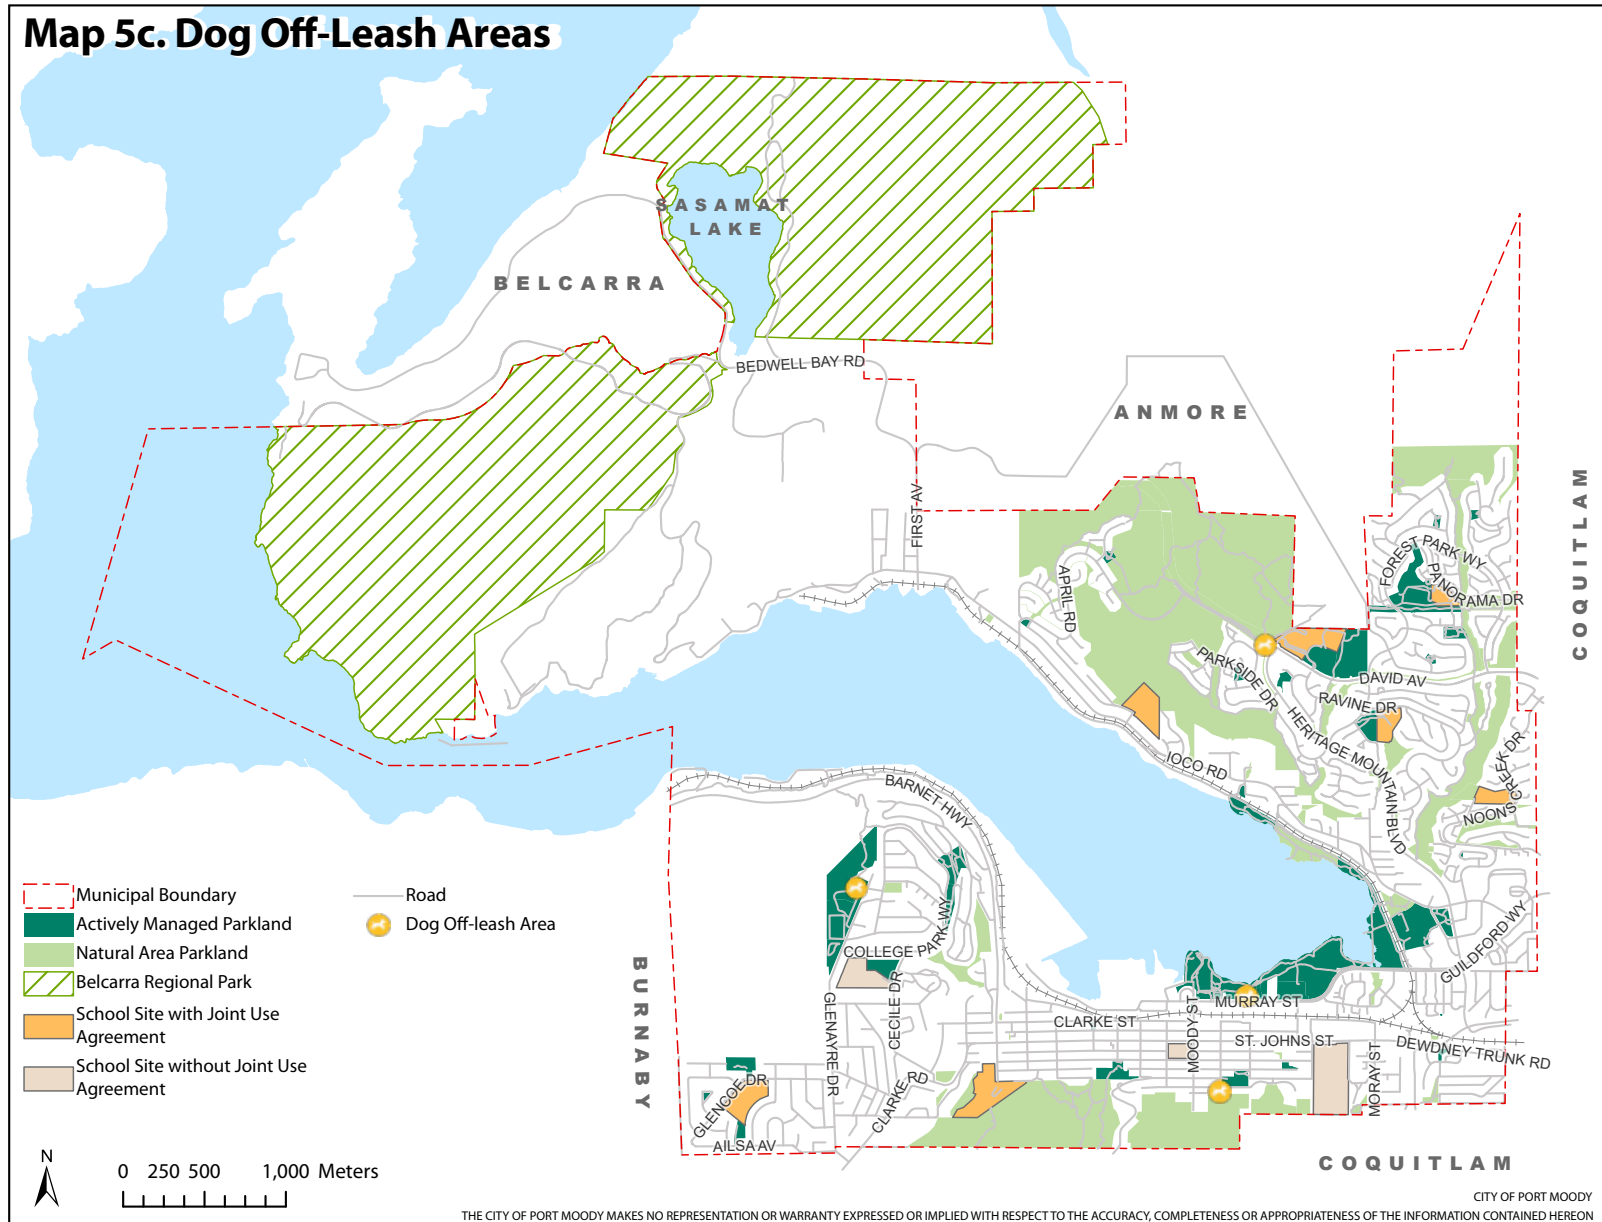 Map 5c. Dog Off-Leash Areas
SASAMAT
LAKE
BELCARRA
BEDWELL BAY RD
ANMORE
COQUITLAM
FIRST AV
APRIL RD
FOREST PARK WY
PANORAMA DR
PARKSIDE DR
DAVID AV
RAVINE DR
HERITAGE MOUNTAIN BLVD
IOCO RD
NOONS CREEK DR
BARNET HWY
Municipal Boundary
Actively Managed Parkland
Natural Area Parkland
Belcarra Regional Park
School Site with Joint Use
Agreement
School Site without Joint Use
Agreement
Road
Dog Off-leash Area
BURNABY
COLLEGE PARK WY
GLENAYRE DR
CECILE DR
GUILDFORD WY
MURRAY ST
CLARKE ST
MOODY ST
ST. JOHNS ST
DEWDNEY TRUNK RD
MORAY ST
CLARKE RD
GLENCOE DR
AILSA AV
COQUITLAM
N
0 250 500 1,000 Meters
CITY OF PORT MOODY
THE CITY OF PORT MOODY MAKES NO REPRESENTATION OR WARRANTY EXPRESSED OR IMPLIED WITH RESPECT TO THE ACCURACY, COMPLETENESS OR APPROPRIATENESS OF THE INFORMATION CONTAINED HEREON